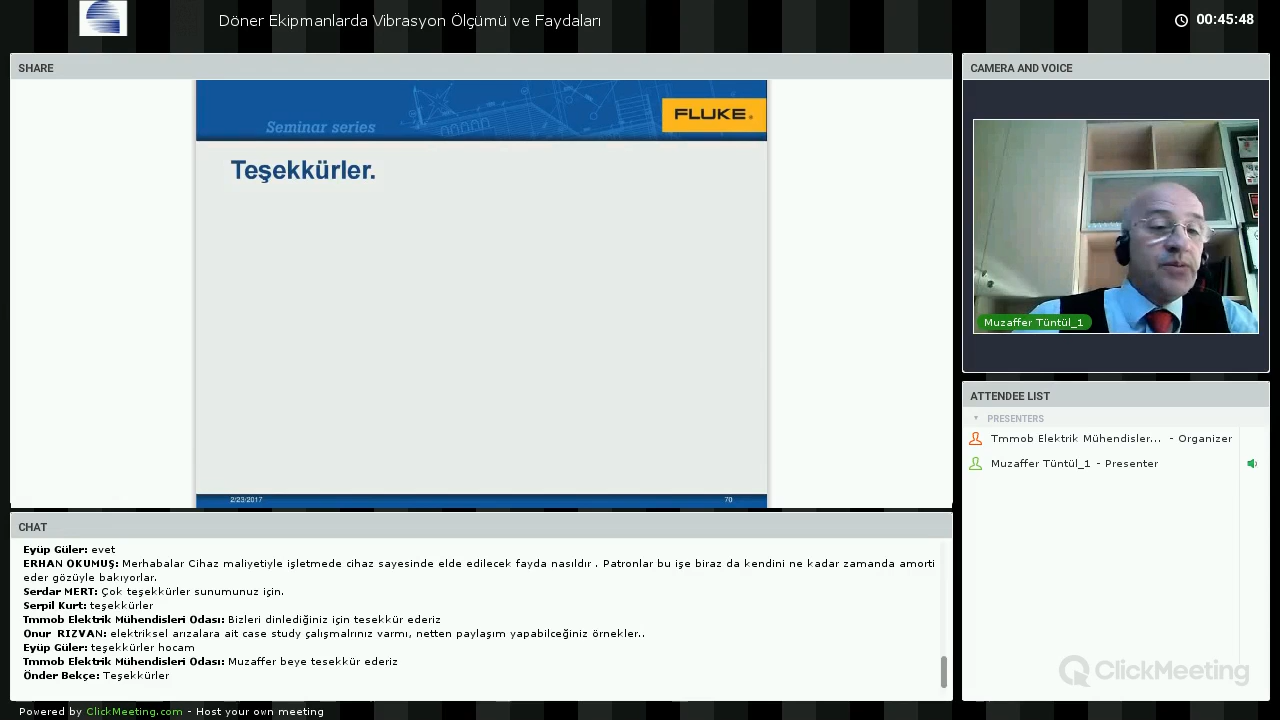 Döner Ekipmanlarda Vibrasyon Ölçümü ve Faydaları
00:45:48
SHARE
Seminar series
FLUKE®
Teşekkürler.
2/23/2017
70
CAMERA AND VOICE
Muzaffer Tüntül_1
ATTENDEE LIST
PRESENTERS
Tmmob Elektrik Mühendisler... - Organizer
Muzaffer Tüntül_1 - Presenter
CHAT
Eyüp Güler: evet
ERHAN OKUMUŞ: Merhabalar Cihaz maliyetiyle işletmede cihaz sayesinde elde edilecek fayda nasıldır . Patronlar bu işe biraz da kendini ne kadar zamanda amorti
eder gözüyle bakıyorlar.
Serdar MERT: Çok teşekkürler sunumunuz için.
Serpil Kurt: teşekkürler
Tmmob Elektrik Mühendisleri Odası: Bizleri dinlediğiniz için tesekkür ederiz
Onur RIZVAN: elektriksel arızalara ait case study çalışmalrınız varmı, netten paylaşım yapabilceğiniz örnekler..
Eyüp Güler: teşekkürler hocam
Tmmob Elektrik Mühendisleri Odası: Muzaffer beye tesekkür ederiz
Önder Bekçe: Teşekkürler
ClickMeeting
Powered by ClickMeeting.com - Host your own meeting